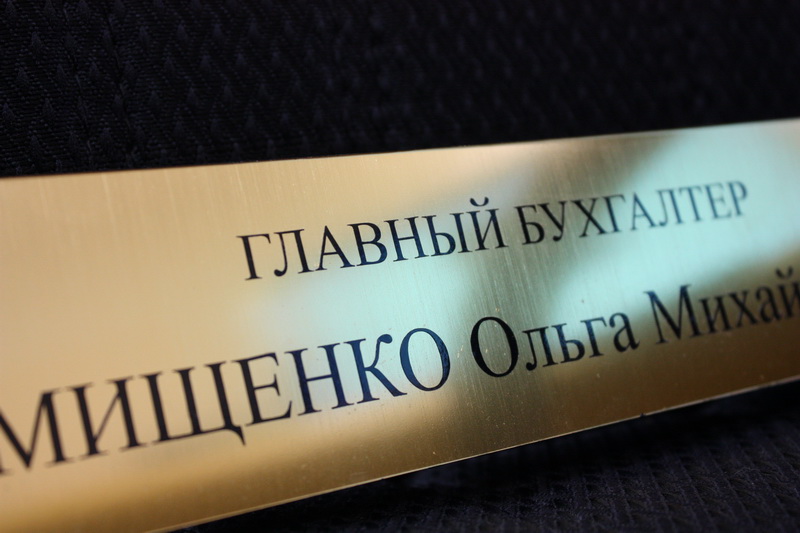 ГЛАВНЫЙ БУХГАЛТЕР
МИЩЕНКО Ольга Михай